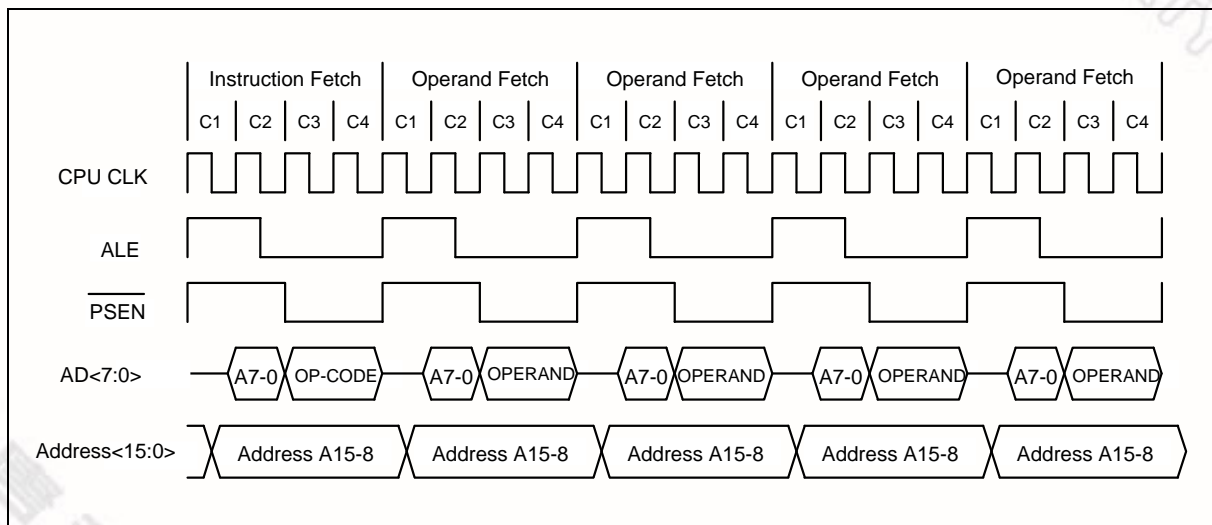 Instruction Fetch Operand Fetch Operand Fetch Operand Fetch Operand Fetch
C1 C2 C3 C4 C1 C2 C3 C4 C1 C2 C3 C4 C1 C2 C3 C4 C1 C2 C3 C4
CPU CLK
ALE
PSEN
AD<7:0> A7-0 OP-CODE A7-0 OPERAND A7-0 OPERAND A7-0 OPERAND A7-0 OPERAND
Address<15:0> Address A15-8 Address A15-8 Address A15-8 Address A15-8 Address A15-8